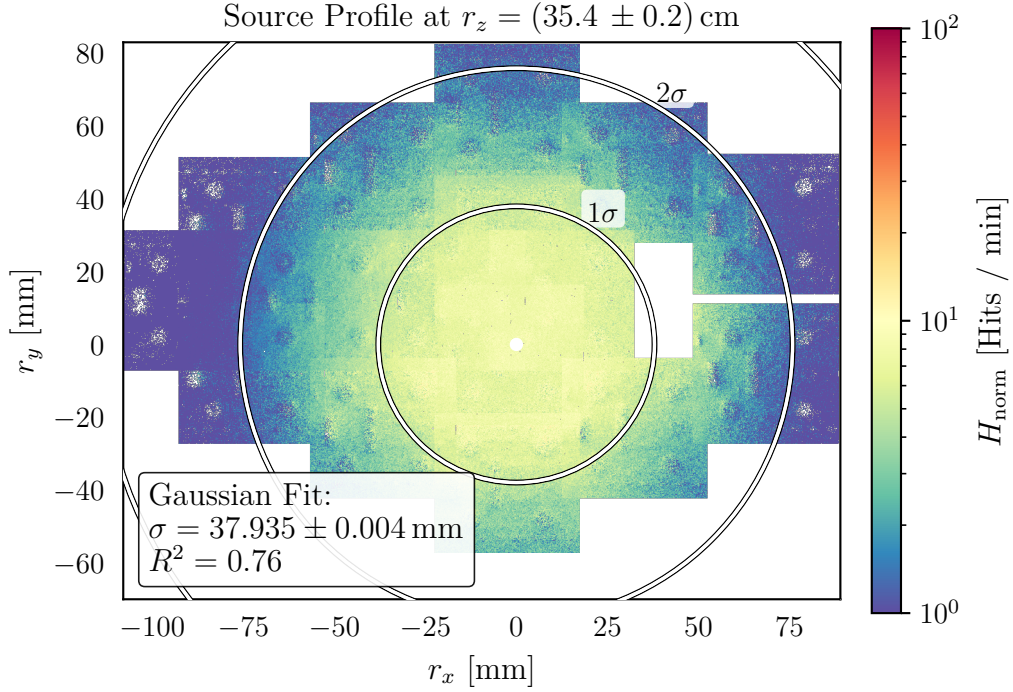 Source Profile at r_z = (35.4 ± 0.2) cm
80
60
40
20
0
−20
−40
−60
r_y [mm]
2σ
1σ
Gaussian Fit:
σ = 37.935 ± 0.004 mm
R² = 0.76
−100 −75 −50 −25 0 25 50 75
r_x [mm]
10²
10¹
10⁰
H_norm [Hits / min]